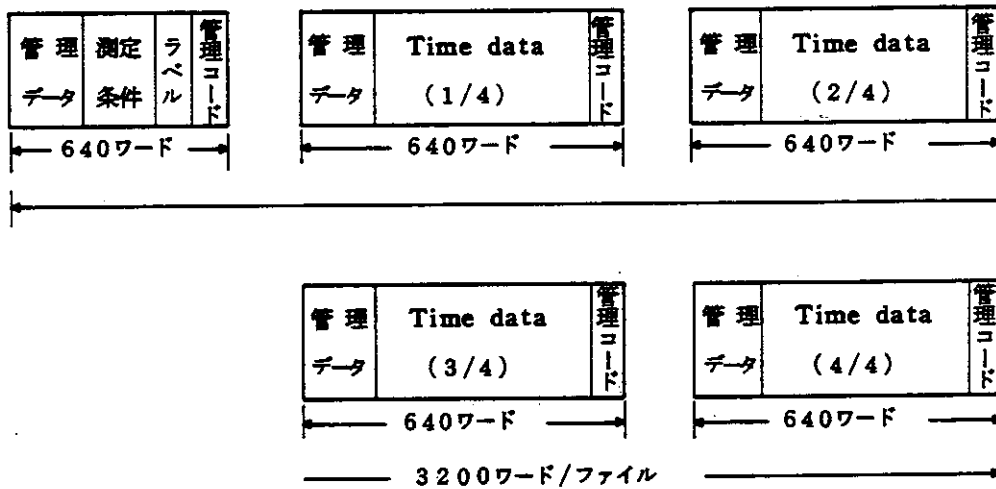 管理データ
測定条件
ラベル
管理コード
管理データ
Time data
(1/4)
管理コード
管理データ
Time data
(2/4)
管理コード
640ワード
640ワード
640ワード
管理データ
Time data
(3/4)
管理コード
管理データ
Time data
(4/4)
管理コード
640ワード
640ワード
3200ワード/ファイル